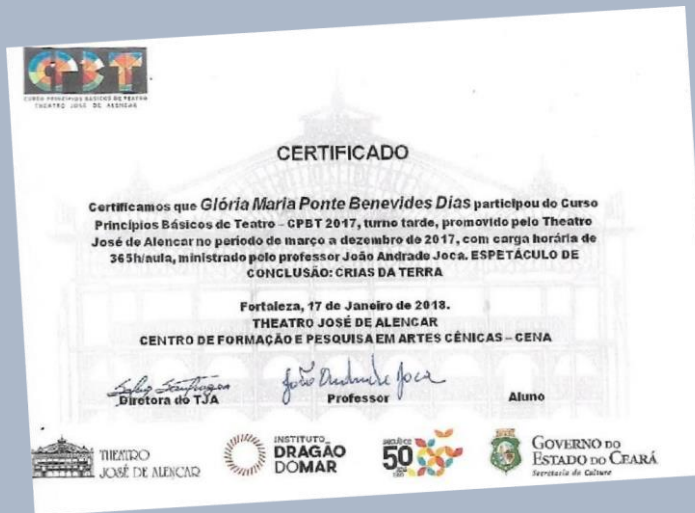 CPBT
CURSO PRINCÍPIOS BÁSICOS DE TEATRO
THEATRO JOSÉ DE ALENCAR
CERTIFICADO
Certificamos que Glória Maria Ponte Benevides Dias participou do Curso
Princípios Básicos de Teatro – CPBT 2017, turno tarde, promovido pelo Theatro
José de Alencar no período de março a dezembro de 2017, com carga horária de
365h/aula, ministrado pelo professor João Andrade Joca. ESPETÁCULO DE
CONCLUSÃO: CRIAS DA TERRA
Fortaleza, 17 de Janeiro de 2018.
THEATRO JOSÉ DE ALENCAR
CENTRO DE FORMAÇÃO E PESQUISA EM ARTES CÊNICAS – CENA
João Andrade Joca
Diretora do TJA Professor Aluno
THEATRO
JOSÉ DE ALENCAR
INSTITUTO
DRAGÃO
DO MAR
50
GOVERNO DO
ESTADO DO CEARÁ
Secretaria da Cultura